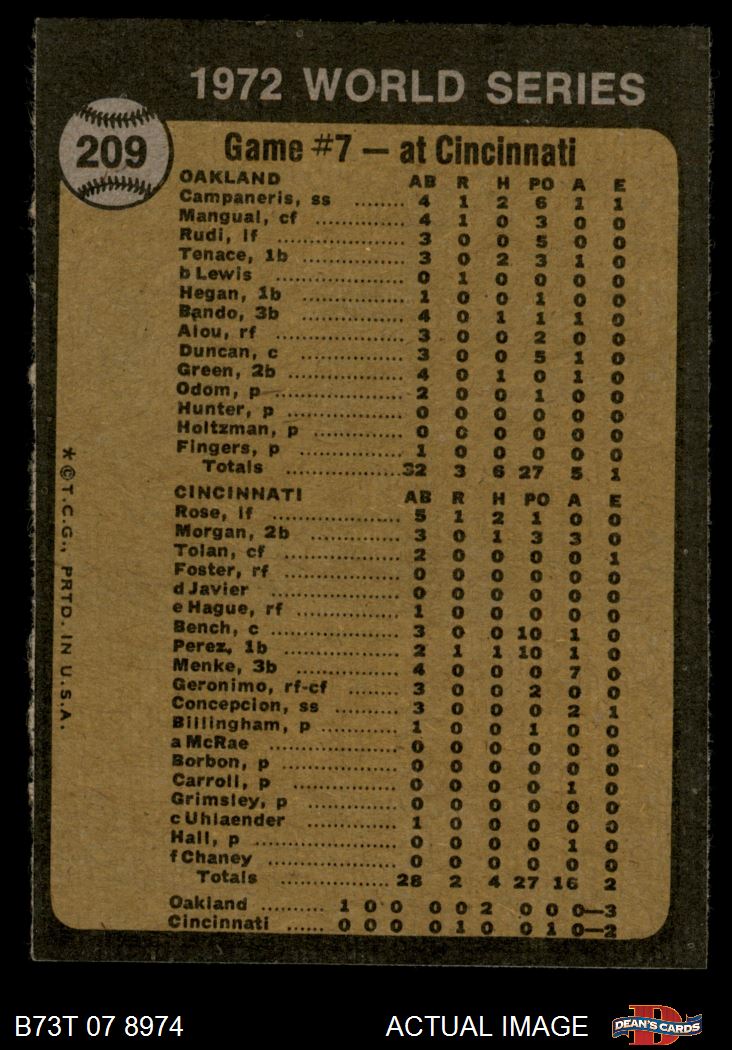 1972 WORLD SERIES
209
Game #7 — at Cincinnati
OAKLAND AB R H PO A E
Campaneris, ss ........ 4 1 2 6 1 1
Mangual, cf .............. 4 1 0 3 0 0
Rudi, lf .................... 3 0 0 5 0 0
Tenace, 1b ............... 3 0 2 3 1 0
b Lewis ................... 0 1 0 0 0 0
Hegan, 1b ................ 1 0 0 1 0 0
Bando, 3b ................ 4 0 1 1 1 0
Alou, rf .................... 3 0 0 2 0 0
Duncan, c ................ 3 0 0 5 1 0
Green, 2b ................ 4 0 1 0 1 0
Odom, p .................. 2 0 0 1 0 0
Hunter, p ................. 0 0 0 0 0 0
Holtzman, p ............. 0 0 0 0 0 0
Fingers, p ................ 1 0 0 0 0 0
Totals .................... 32 3 6 27 5 1
CINCINNATI AB R H PO A E
Rose, lf .................... 5 1 2 1 0 0
Morgan, 2b .............. 3 0 1 3 3 0
Tolan, cf .................. 2 0 0 0 0 1
Foster, rf .................. 0 0 0 0 0 0
d Javier .................... 0 0 0 0 0 0
e Hague, rf ............... 1 0 0 0 0 0
Bench, c ................... 3 0 0 10 1 0
Perez, 1b .................. 2 1 1 10 1 0
Menke, 3b ................ 4 0 0 0 7 0
Geronimo, rf-cf ......... 3 0 0 2 0 0
Concepcion, ss .......... 3 0 0 0 2 1
Billingham, p ............ 1 0 0 1 0 0
a McRae ................... 0 0 0 0 0 0
Borbon, p ................. 0 0 0 0 0 0
Carroll, p .................. 0 0 0 0 1 0
Grimsley, p ............... 0 0 0 0 0 0
c Uhlaender .............. 1 0 0 0 0 0
Hall, p ...................... 0 0 0 0 1 0
f Chaney .................. 0 0 0 0 0 0
Totals .................... 28 2 4 27 16 2
Oakland .......... 1 0 0 0 0 2 0 0 0—3
Cincinnati ...... 0 0 0 0 1 0 0 1 0—2
* © T.C.G., PRTD. IN U.S.A.
B73T 07 8974
ACTUAL IMAGE
D
DEAN'S CARDS